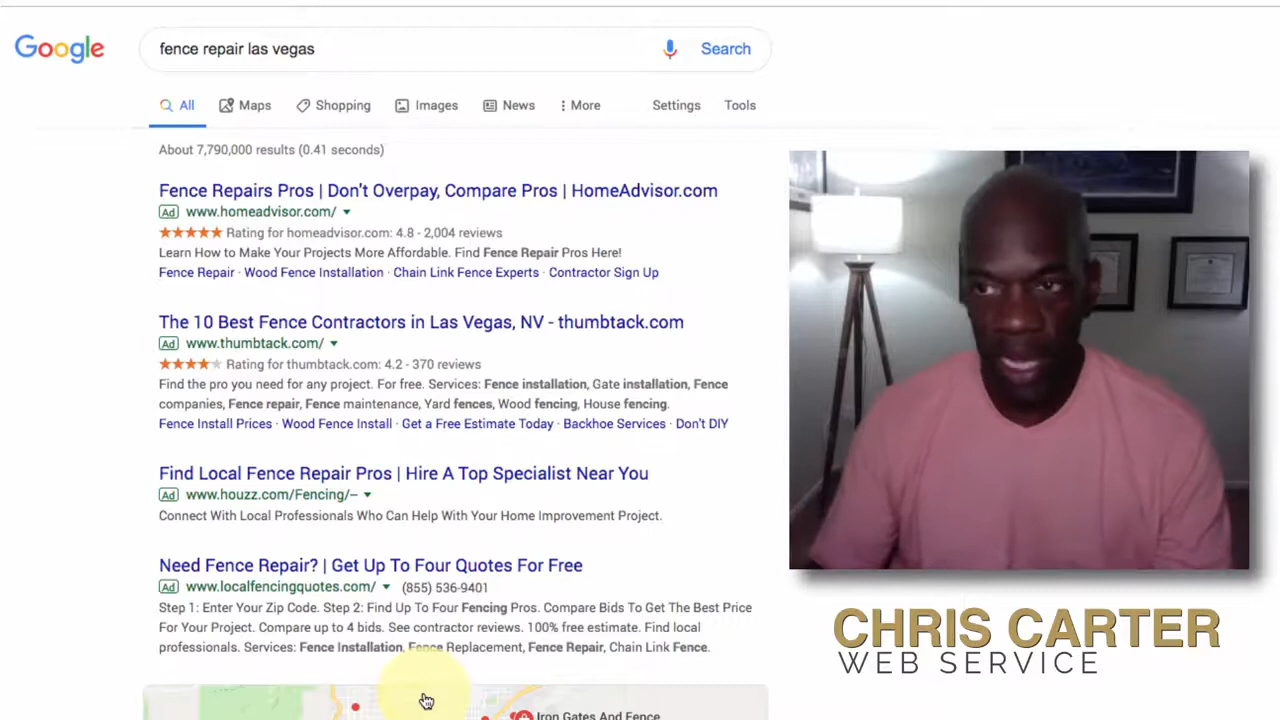 Google
fence repair las vegas
Search
All
Maps
Shopping
Images
News
More
Settings
Tools
About 7,790,000 results (0.41 seconds)
Fence Repairs Pros | Don't Overpay, Compare Pros | HomeAdvisor.com
Ad www.homeadvisor.com/
Rating for homeadvisor.com: 4.8 - 2,004 reviews
Learn How to Make Your Projects More Affordable. Find Fence Repair Pros Here!
Fence Repair · Wood Fence Installation · Chain Link Fence Experts · Contractor Sign Up
The 10 Best Fence Contractors in Las Vegas, NV - thumbtack.com
Ad www.thumbtack.com/
Rating for thumbtack.com: 4.2 - 370 reviews
Find the pro you need for any project. For free. Services: Fence installation, Gate installation, Fence
companies, Fence repair, Fence maintenance, Yard fences, Wood fencing, House fencing.
Fence Install Prices · Wood Fence Install · Get a Free Estimate Today · Backhoe Services · Don't DIY
Find Local Fence Repair Pros | Hire A Top Specialist Near You
Ad www.houzz.com/Fencing/–
Connect With Local Professionals Who Can Help With Your Home Improvement Project.
Need Fence Repair? | Get Up To Four Quotes For Free
Ad www.localfencingquotes.com/ (855) 536-9401
Step 1: Enter Your Zip Code. Step 2: Find Up To Four Fencing Pros. Compare Bids To Get The Best Price
For Your Project. Compare up to 4 bids. See contractor reviews. 100% free estimate. Find local
professionals. Services: Fence Installation, Fence Replacement, Fence Repair, Chain Link Fence.
Iron Gates And Fence
CHRIS CARTER
WEB SERVICE